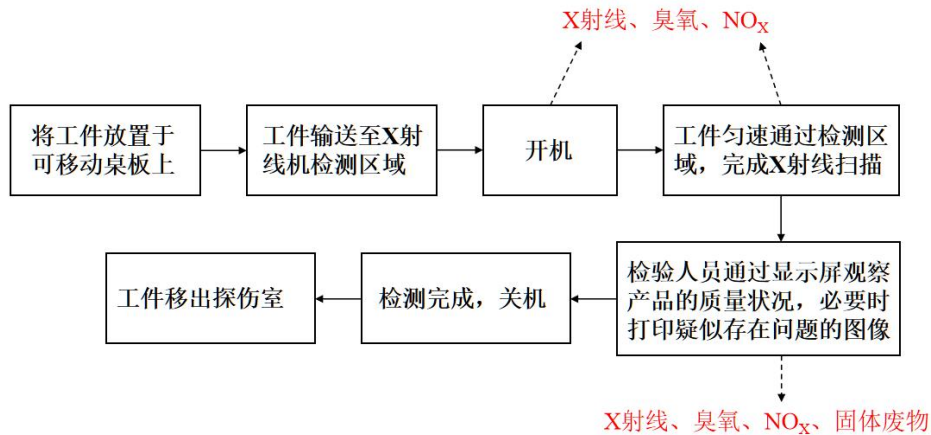 X射线、臭氧、NOX
将工件放置于
可移动桌板上
工件输送至X射
线机检测区域
开机
工件匀速通过检测区
域，完成X射线扫描
检验人员通过显示屏观察
产品的质量状况，必要时
打印疑似存在问题的图像
检测完成，关机
工件移出探伤室
X射线、臭氧、NOX、固体废物